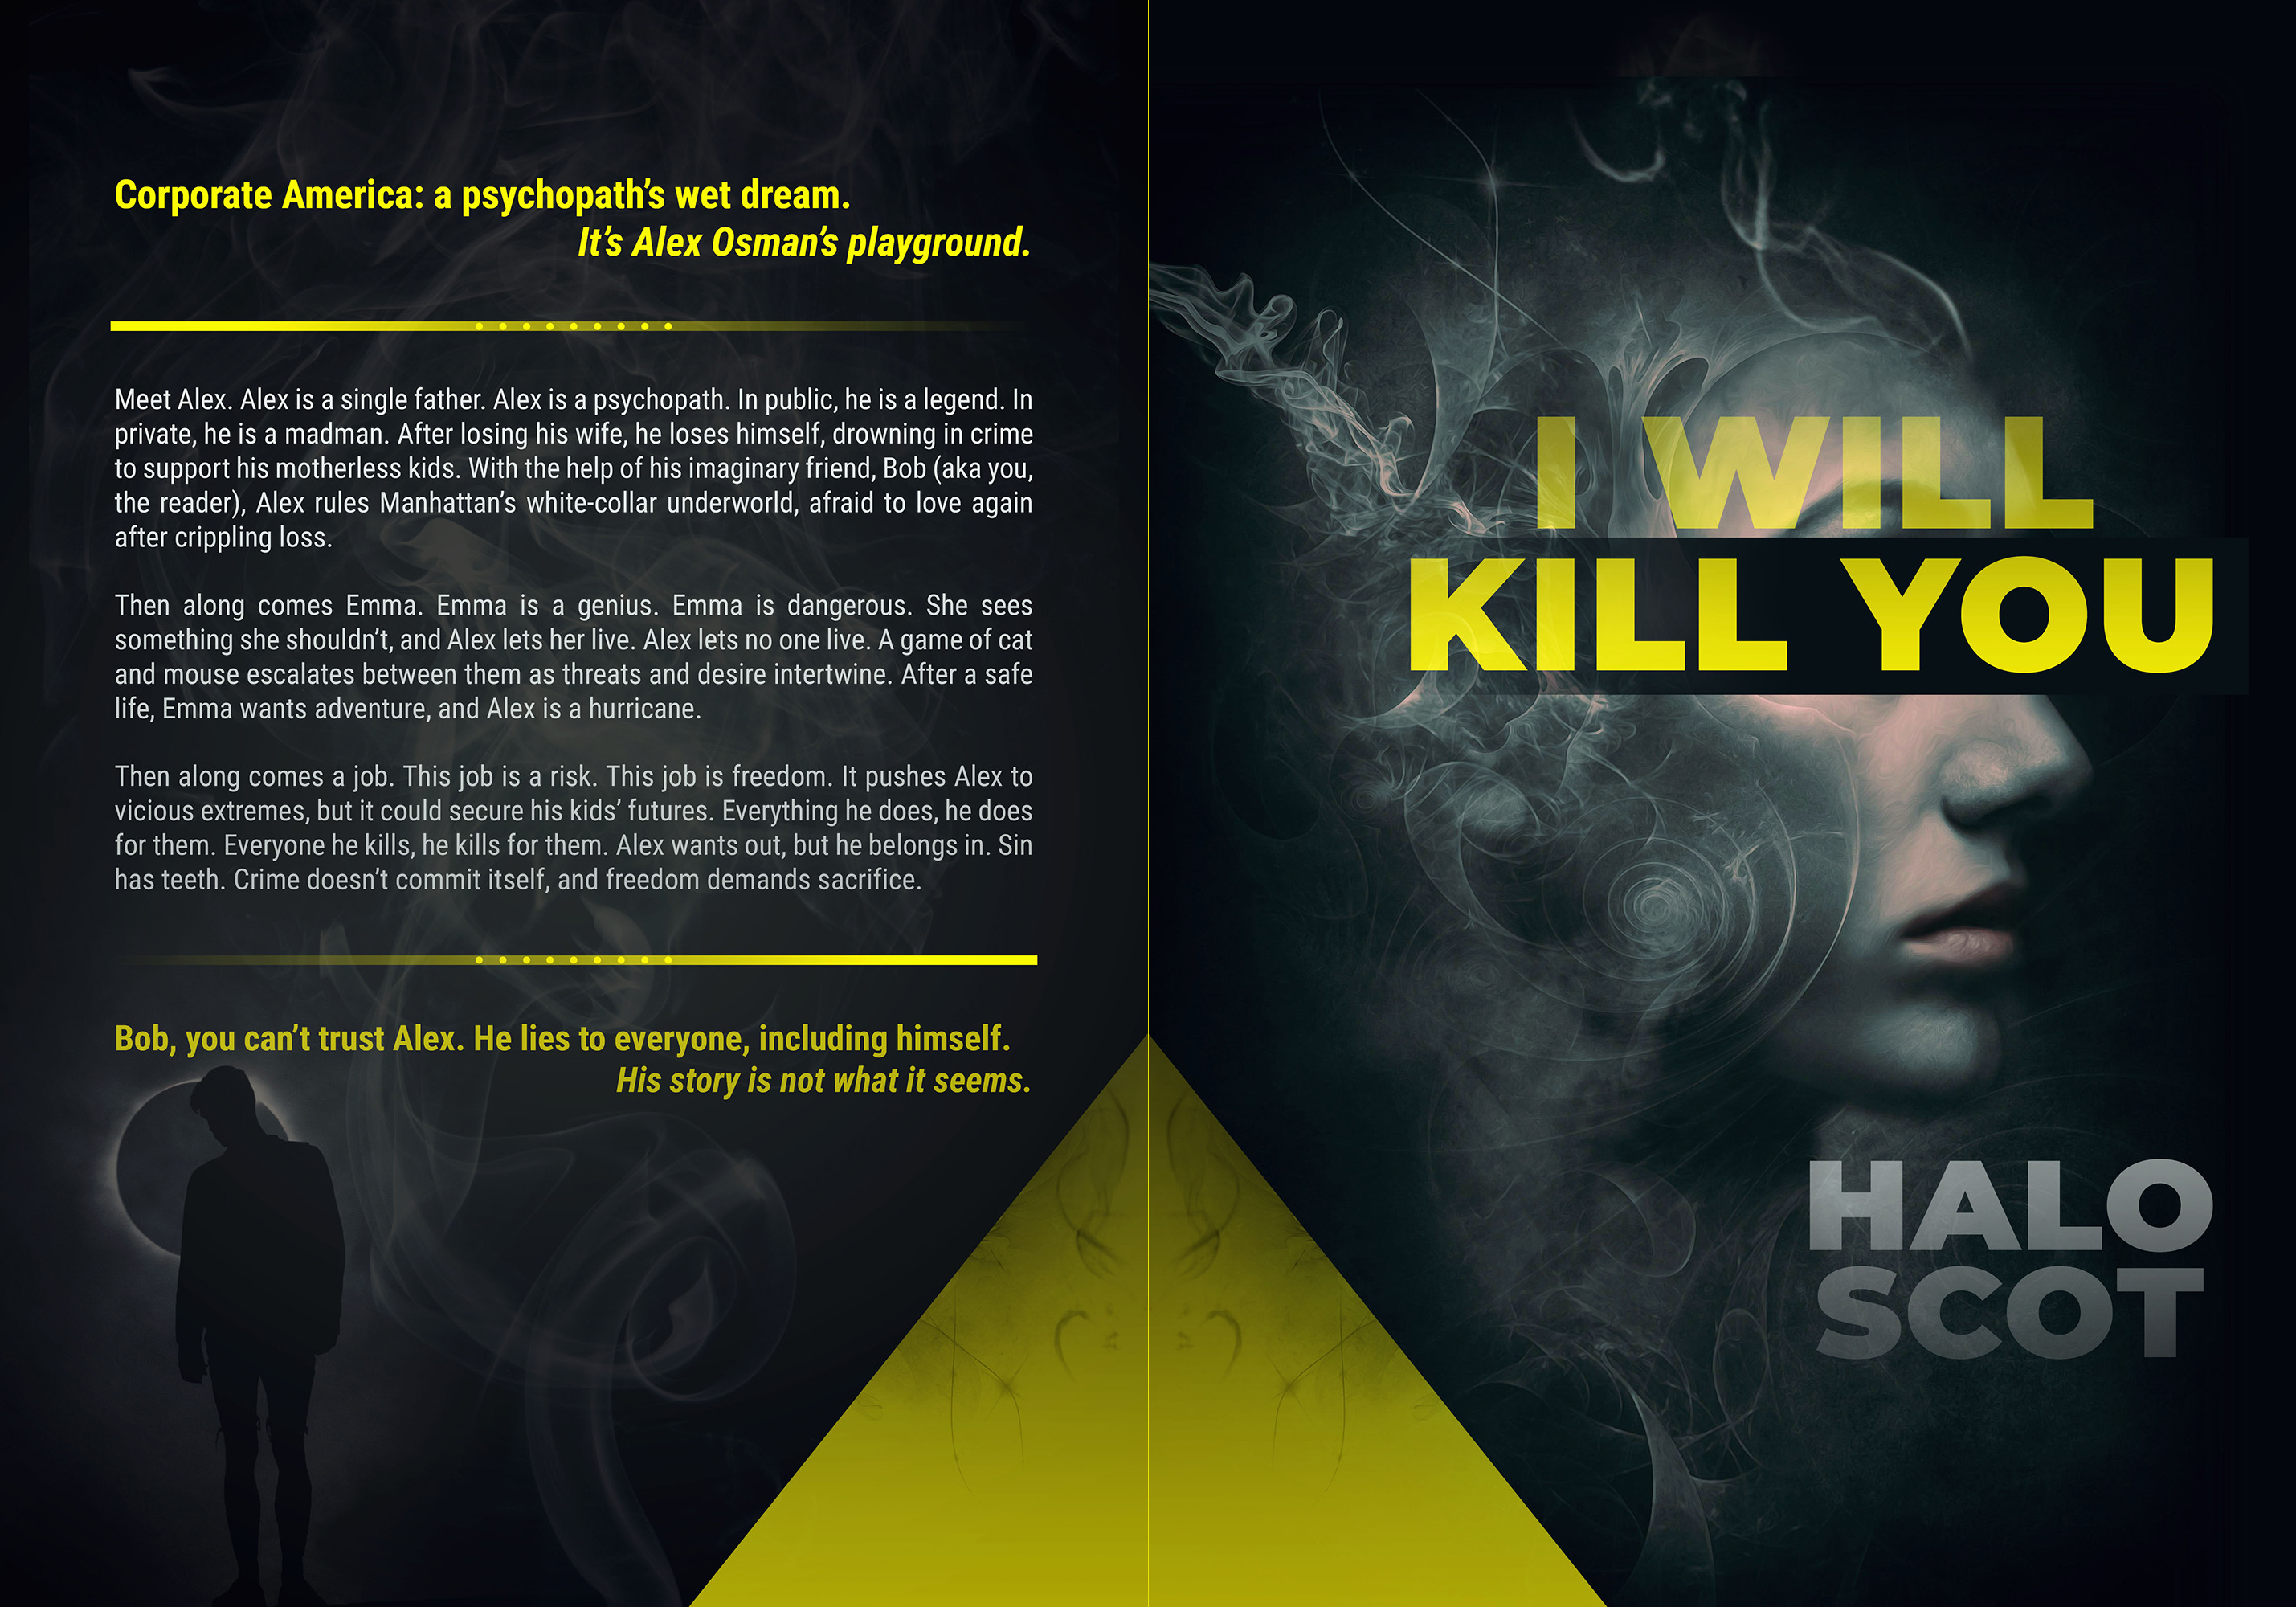 Corporate America: a psychopath’s wet dream.
It’s Alex Osman’s playground.
Meet Alex. Alex is a single father. Alex is a psychopath. In public, he is a legend. In
private, he is a madman. After losing his wife, he loses himself, drowning in crime
to support his motherless kids. With the help of his imaginary friend, Bob (aka you,
the reader), Alex rules Manhattan’s white-collar underworld, afraid to love again
after crippling loss.
Then along comes Emma. Emma is a genius. Emma is dangerous. She sees
something she shouldn’t, and Alex lets her live. Alex lets no one live. A game of cat
and mouse escalates between them as threats and desire intertwine. After a safe
life, Emma wants adventure, and Alex is a hurricane.
Then along comes a job. This job is a risk. This job is freedom. It pushes Alex to
vicious extremes, but it could secure his kids’ futures. Everything he does, he does
for them. Everyone he kills, he kills for them. Alex wants out, but he belongs in. Sin
has teeth. Crime doesn’t commit itself, and freedom demands sacrifice.
Bob, you can’t trust Alex. He lies to everyone, including himself.
His story is not what it seems.
I WILL
KILL YOU
HALO
SCOT